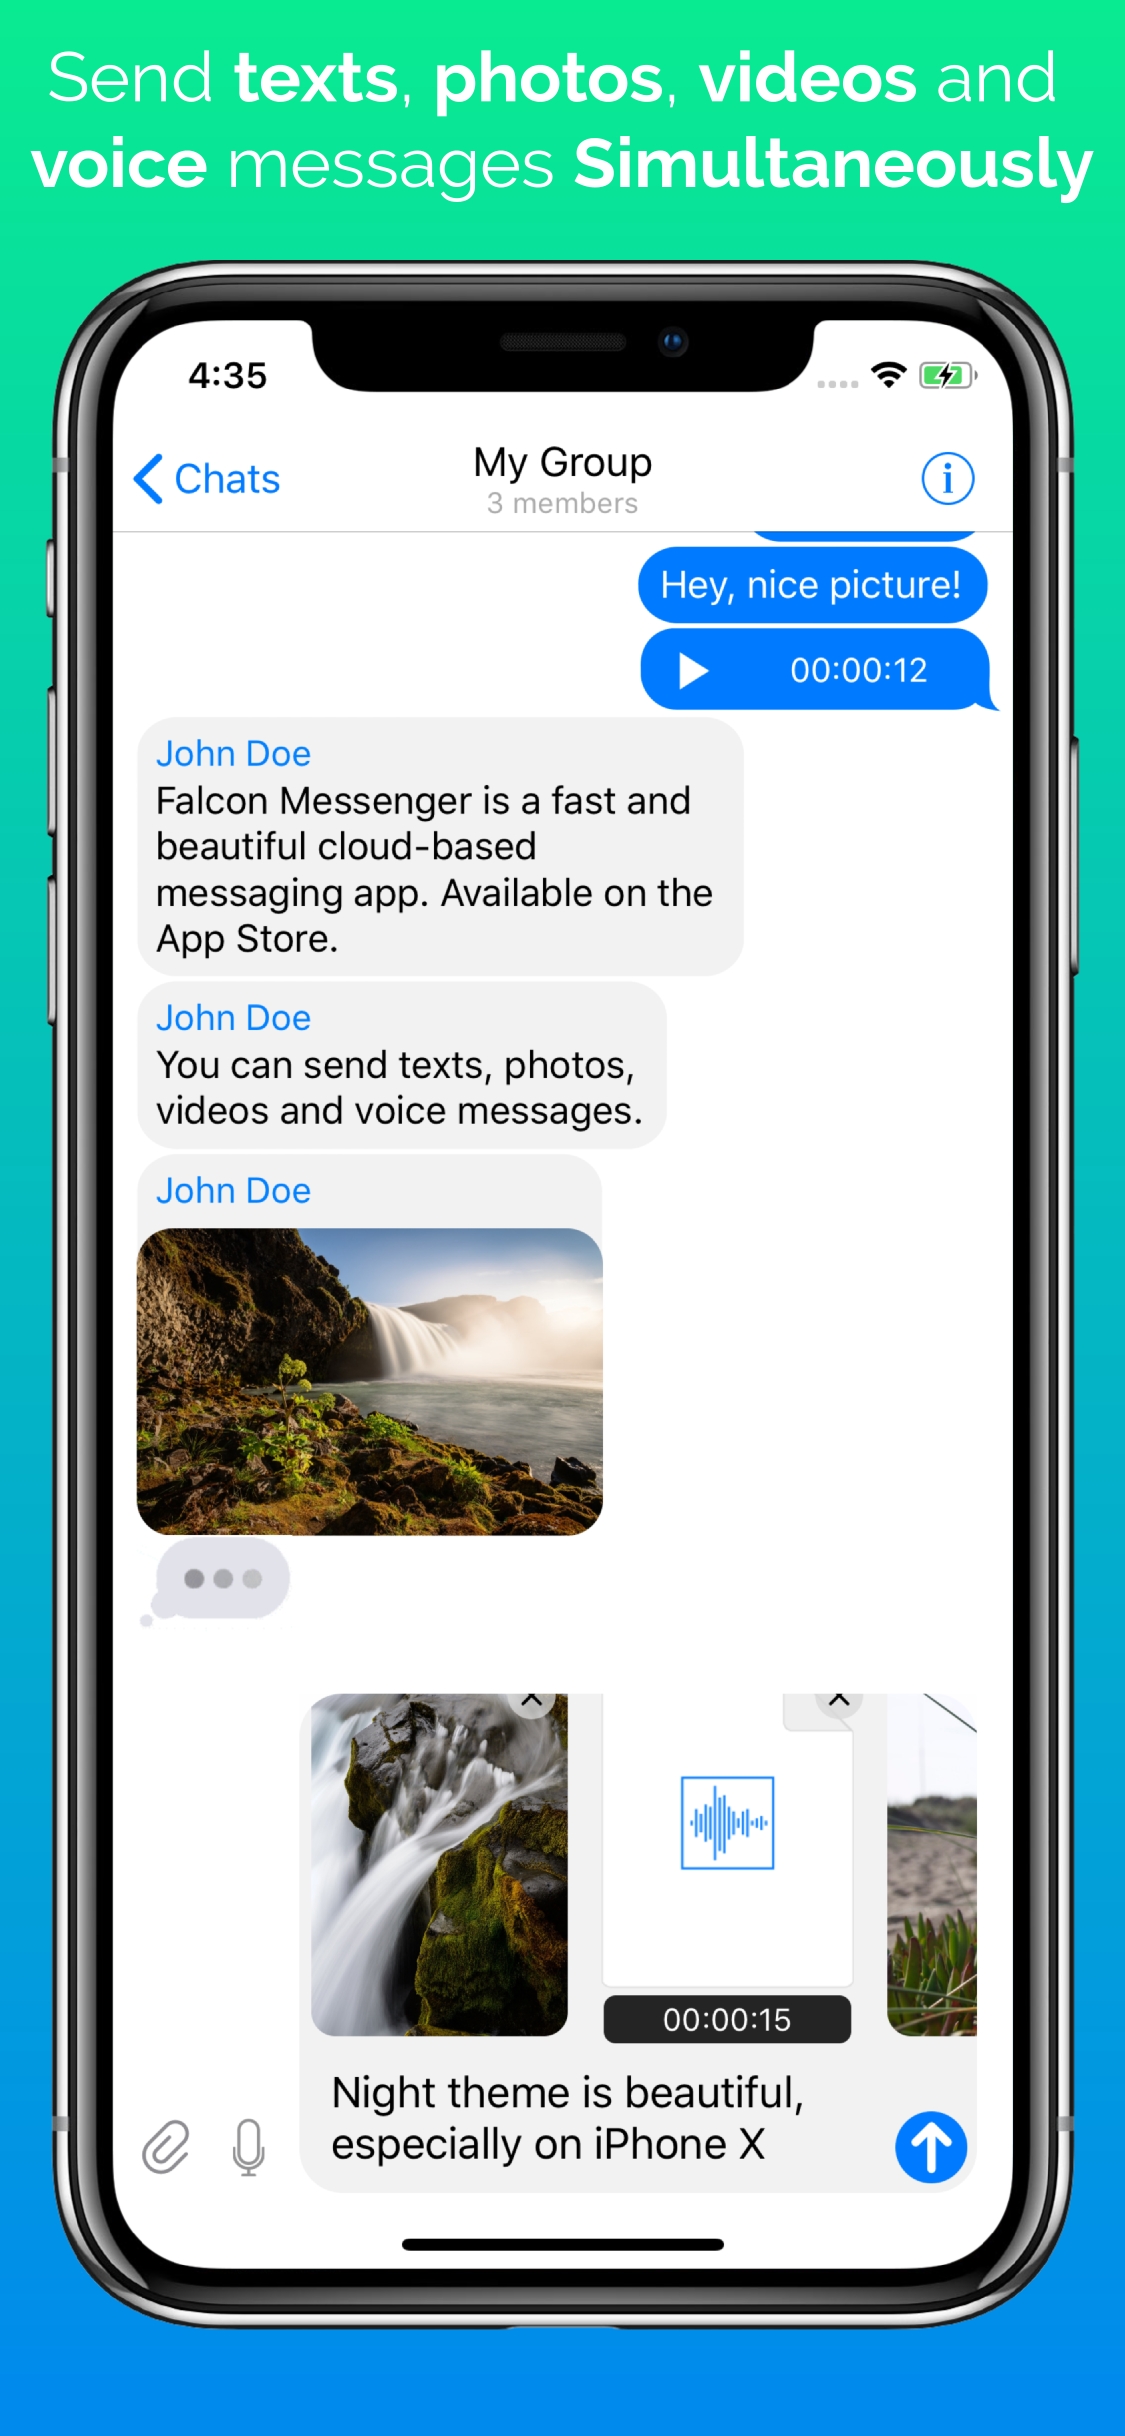 Send texts, photos, videos and
voice messages Simultaneously
4:35
Chats
My Group
3 members
Hey, nice picture!
00:00:12
John Doe
Falcon Messenger is a fast and
beautiful cloud-based
messaging app. Available on the
App Store.
John Doe
You can send texts, photos,
videos and voice messages.
John Doe
00:00:15
Night theme is beautiful,
especially on iPhone X